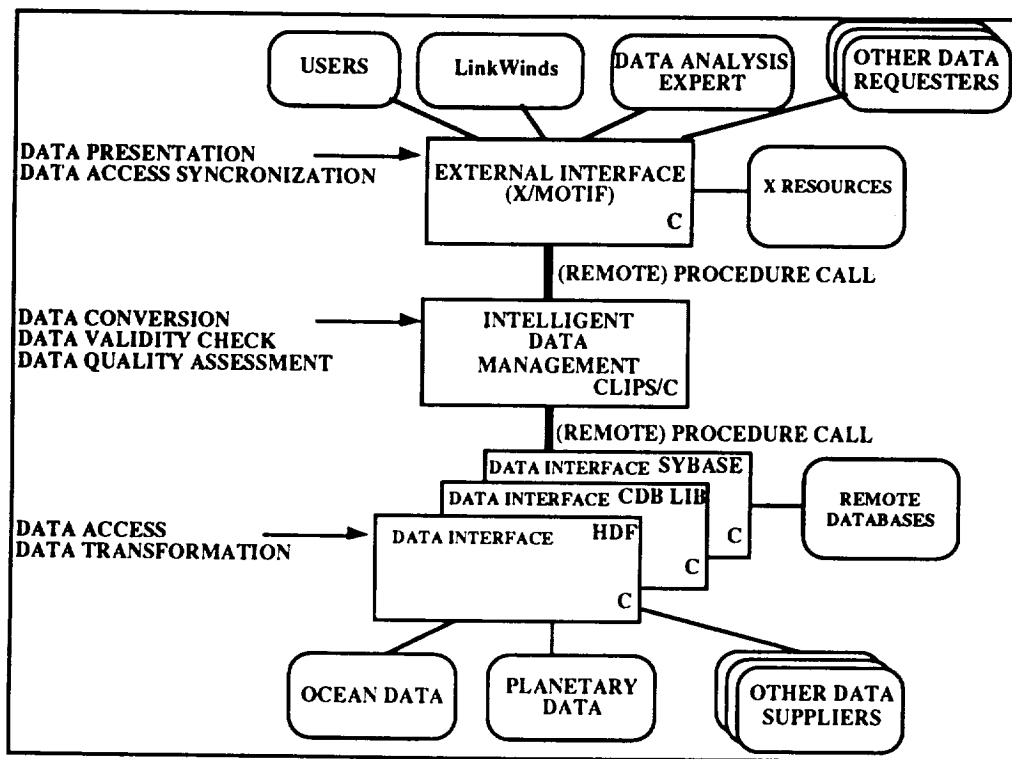 USERS
LinkWinds
DATA ANALYSIS
EXPERT
OTHER DATA
REQUESTERS
DATA PRESENTATION
DATA ACCESS SYNCRONIZATION
EXTERNAL INTERFACE
(X/MOTIF)
C
X RESOURCES
(REMOTE) PROCEDURE CALL
DATA CONVERSION
DATA VALIDITY CHECK
DATA QUALITY ASSESSMENT
INTELLIGENT
DATA
MANAGEMENT
CLIPS/C
(REMOTE) PROCEDURE CALL
DATA INTERFACE SYBASE
C
DATA INTERFACE CDB LIB
C
DATA INTERFACE HDF
C
REMOTE
DATABASES
DATA ACCESS
DATA TRANSFORMATION
OCEAN DATA
PLANETARY
DATA
OTHER DATA
SUPPLIERS